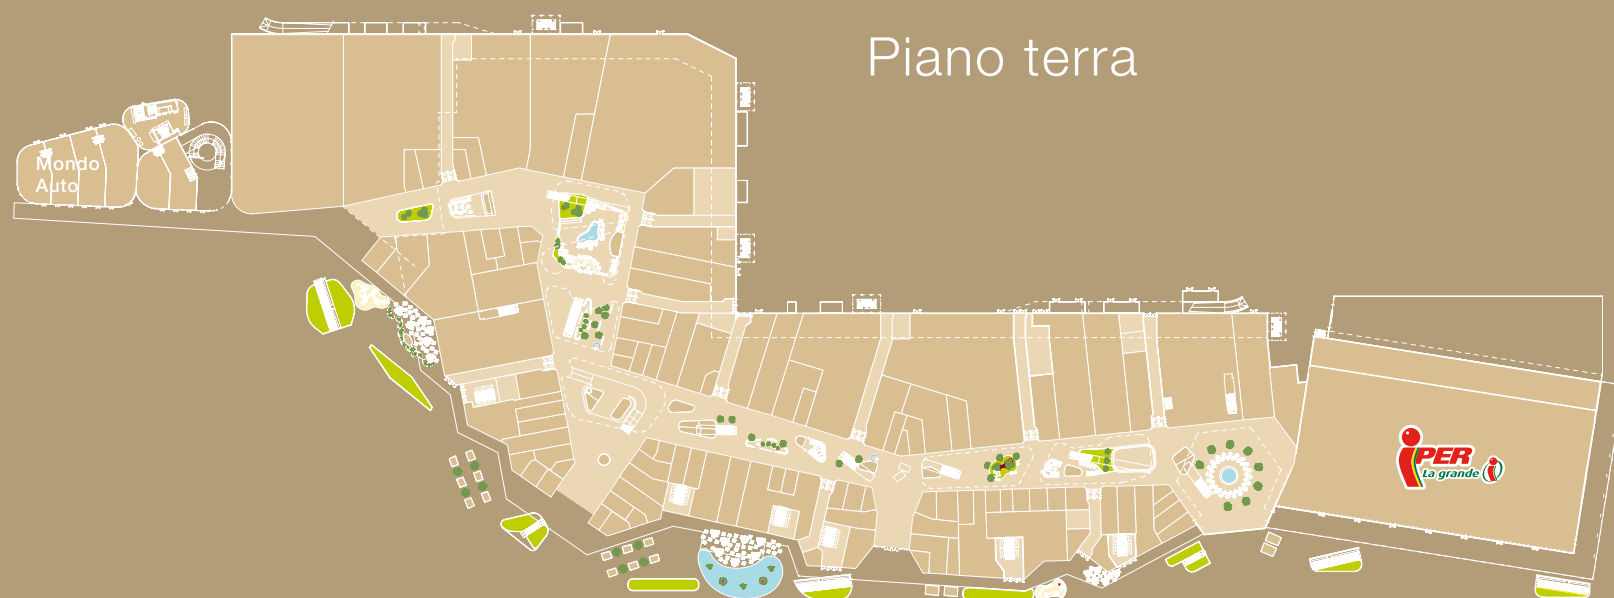 Piano terra
Mondo
Auto
iPER
La grande i